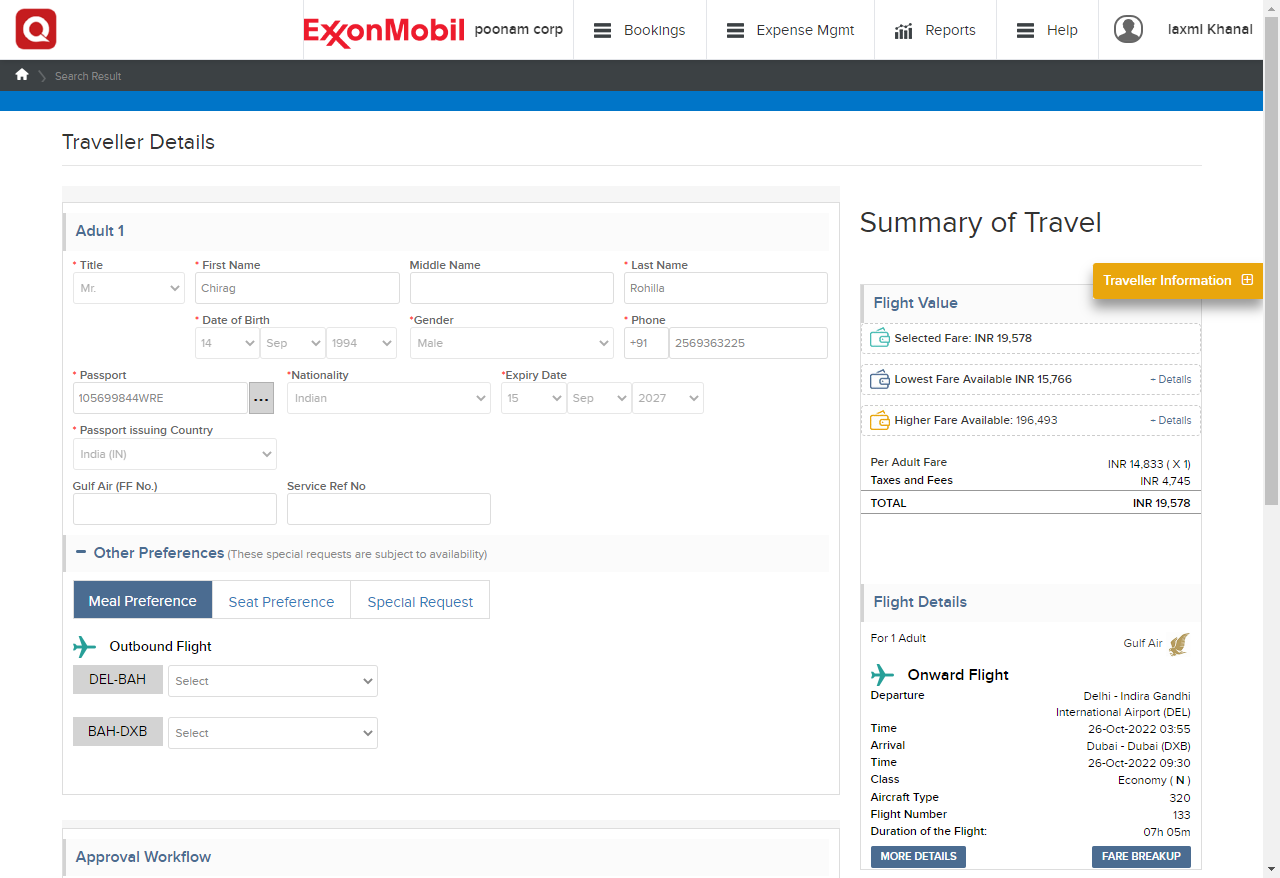 Q ExxonMobil poonam corp Bookings Expense Mgmt Reports Help laxmi Khanal
Search Result
Traveller Details
Adult 1
* Title * First Name Middle Name * Last Name
Mr. Chirag Rohilla
* Date of Birth *Gender * Phone
14 Sep 1994 Male +91 2569363225
* Passport *Nationality *Expiry Date
105699844WRE ... Indian 15 Sep 2027
* Passport issuing Country
India (IN)
Gulf Air (FF No.) Service Ref No
Other Preferences (These special requests are subject to availability)
Meal Preference Seat Preference Special Request
Outbound Flight
DEL-BAH Select
BAH-DXB Select
Approval Workflow
Summary of Travel
Traveller Information
Flight Value
Selected Fare: INR 19,578
Lowest Fare Available INR 15,766 + Details
Higher Fare Available: 196,493 + Details
Per Adult Fare INR 14,833 ( X 1)
Taxes and Fees INR 4,745
TOTAL INR 19,578
Flight Details
For 1 Adult Gulf Air
Onward Flight
Departure Delhi - Indira Gandhi
International Airport (DEL)
Time 26-Oct-2022 03:55
Arrival Dubai - Dubai (DXB)
Time 26-Oct-2022 09:30
Class Economy ( N )
Aircraft Type 320
Flight Number 133
Duration of the Flight: 07h 05m
MORE DETAILS FARE BREAKUP